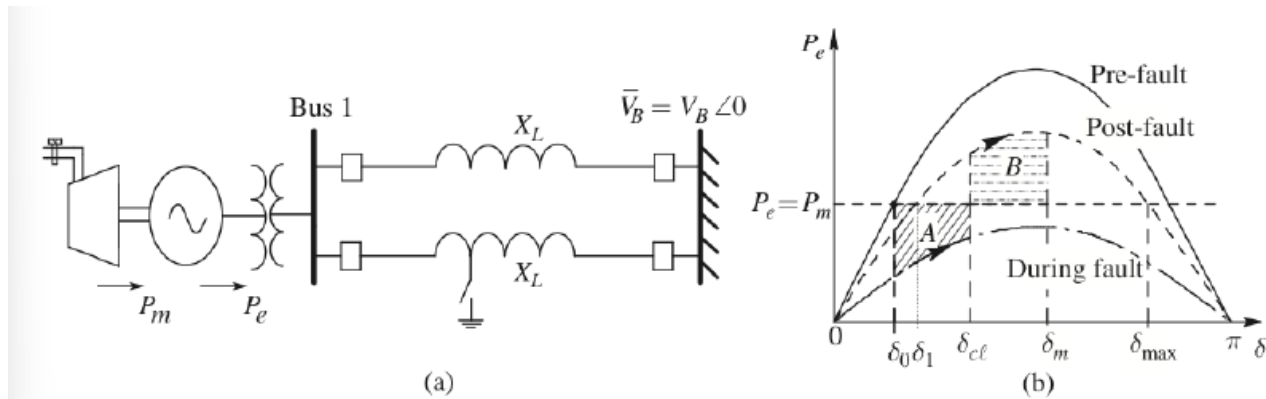 Bus 1
X_L
V̄_B = V_B ∠0
P_m
P_e
X_L
(a)
P_e
Pre-fault
Post-fault
B
P_e = P_m
A
During fault
0
δ_0 δ_1
δ_cℓ
δ_m
δ_max
π
δ
(b)